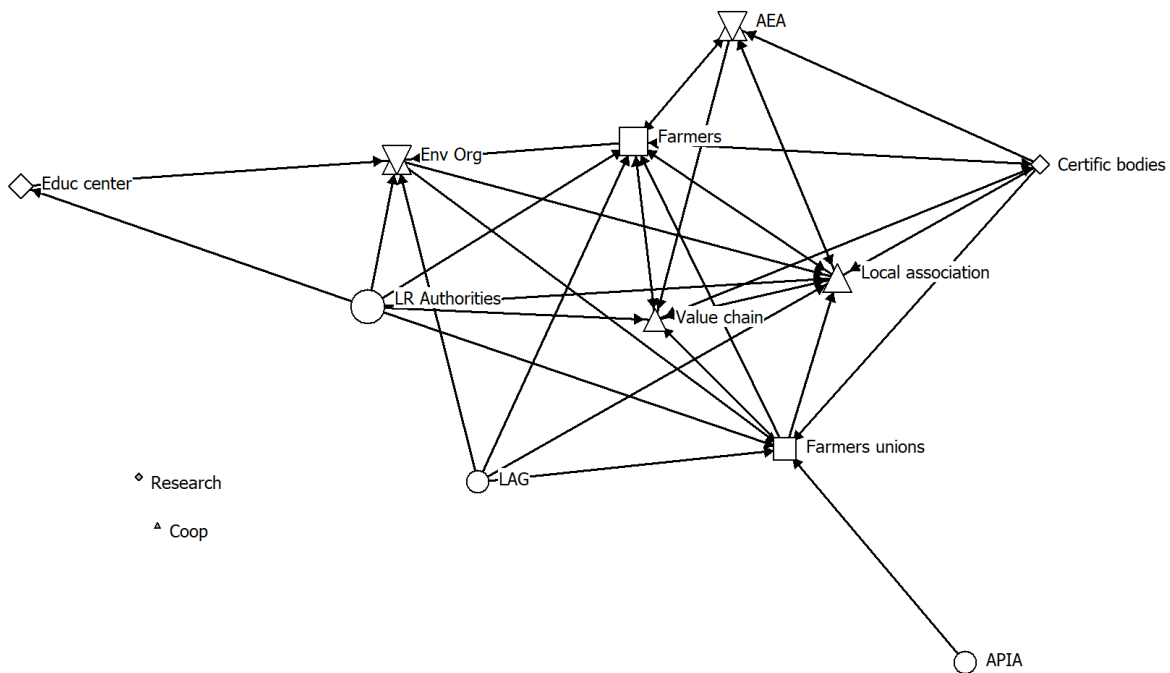 AEA
Farmers
Env Org
Certific bodies
Educ center
Local association
LR Authorities
Value chain
Farmers unions
LAG
Research
Coop
APIA